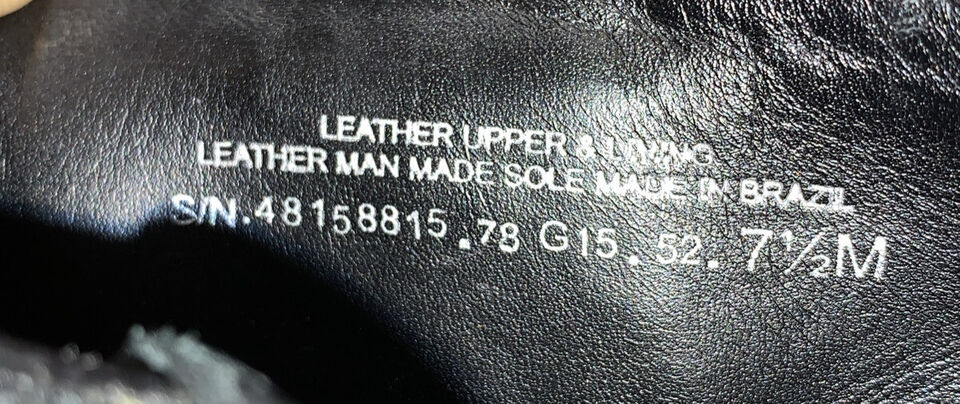 LEATHER UPPER & LINING
LEATHER MAN MADE SOLE MADE IN BRAZIL
S/N.48158815.78 G15.52. 7½M